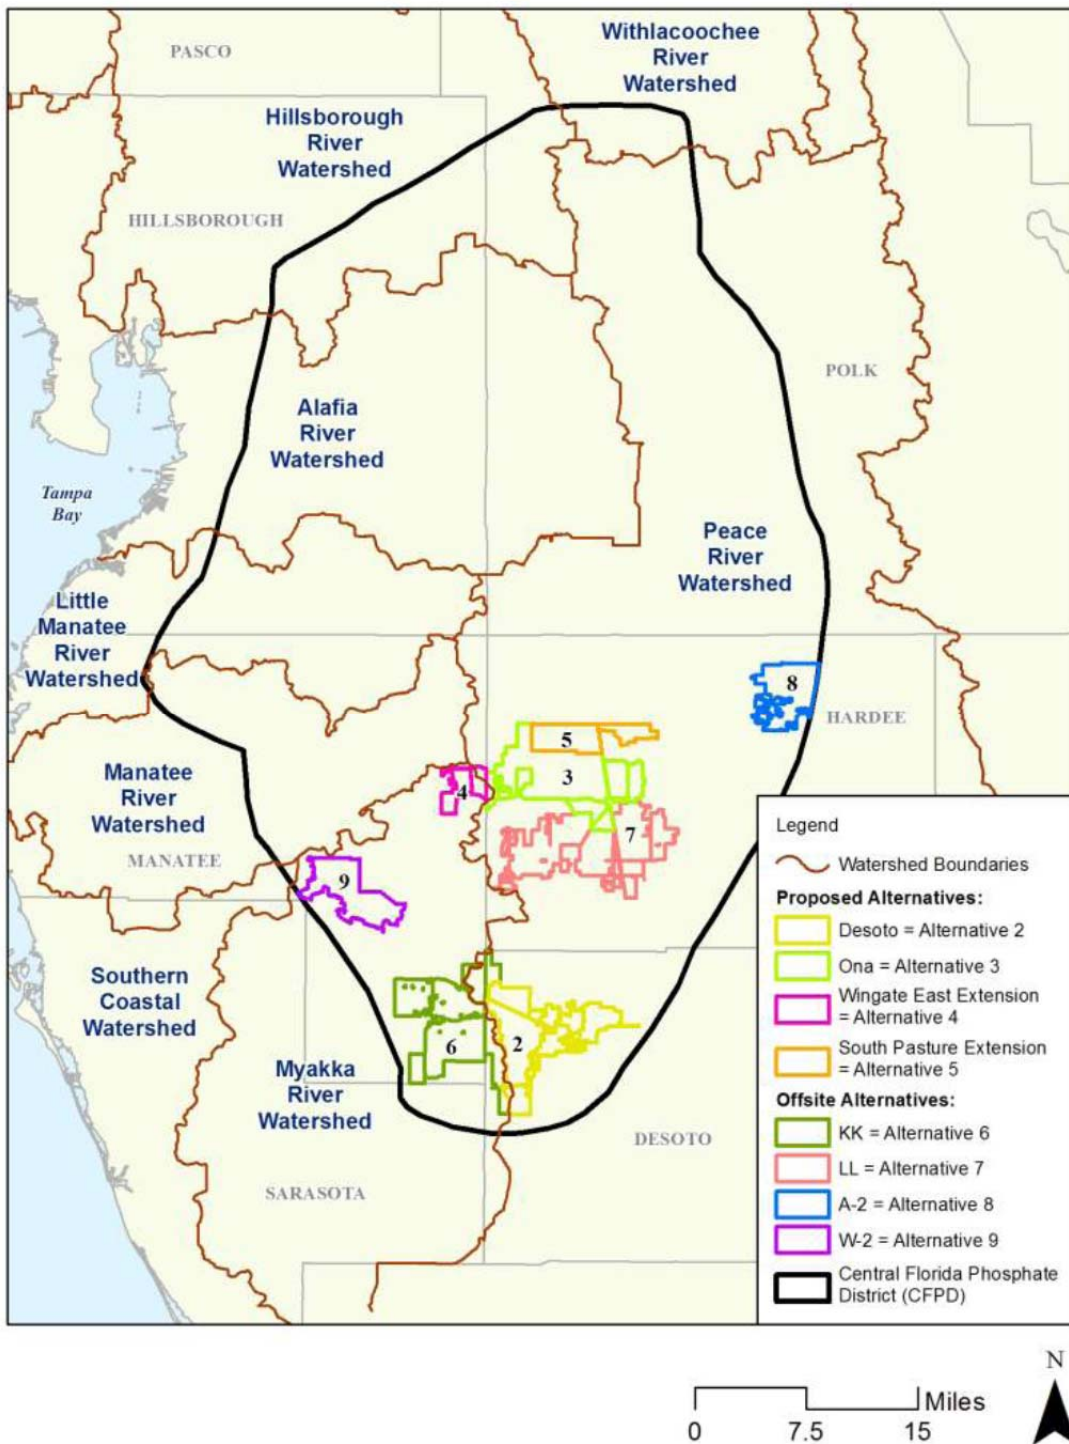 PASCO
Withlacoochee
River
Watershed
Hillsborough
River
Watershed
HILLSBOROUGH
POLK
Alafia
River
Watershed
Tampa
Bay
Peace
River
Watershed
Little
Manatee
River
Watershed
8
HARDEE
5
3
4
7
Manatee
River
Watershed
MANATEE
9
Southern
Coastal
Watershed
6
2
Myakka
River
Watershed
DESOTO
SARASOTA
Legend
Watershed Boundaries
Proposed Alternatives:
Desoto = Alternative 2
Ona = Alternative 3
Wingate East Extension
= Alternative 4
South Pasture Extension
= Alternative 5
Offsite Alternatives:
KK = Alternative 6
LL = Alternative 7
A-2 = Alternative 8
W-2 = Alternative 9
Central Florida Phosphate
District (CFPD)
N
Miles
0 7.5 15